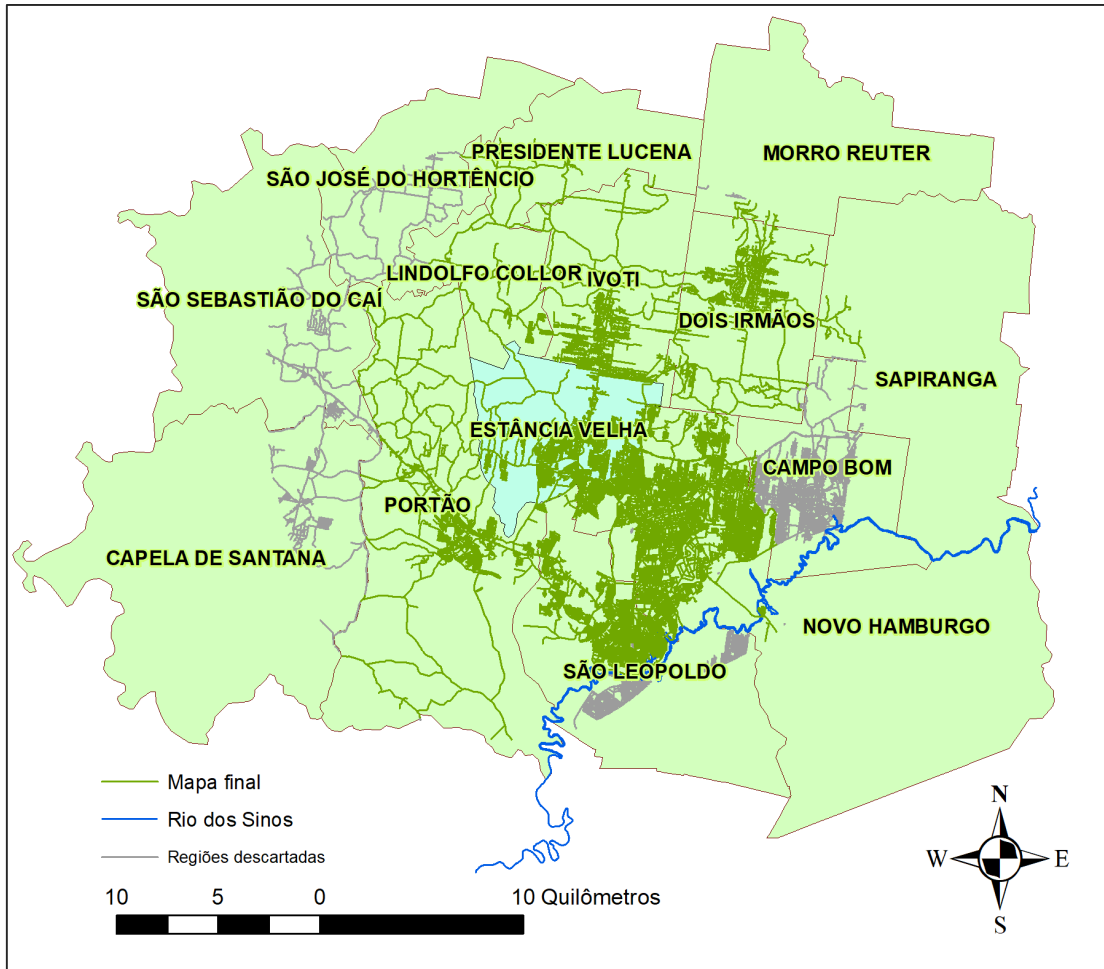 PRESIDENTE LUCENA
MORRO REUTER
SÃO JOSÉ DO HORTÊNCIO
LINDOLFO COLLOR
IVOTI
SÃO SEBASTIÃO DO CAÍ
DOIS IRMÃOS
SAPIRANGA
ESTÂNCIA VELHA
CAMPO BOM
PORTÃO
CAPELA DE SANTANA
NOVO HAMBURGO
SÃO LEOPOLDO
Mapa final
Rio dos Sinos
Regiões descartadas
10 5 0 10 Quilômetros
N
W E
S